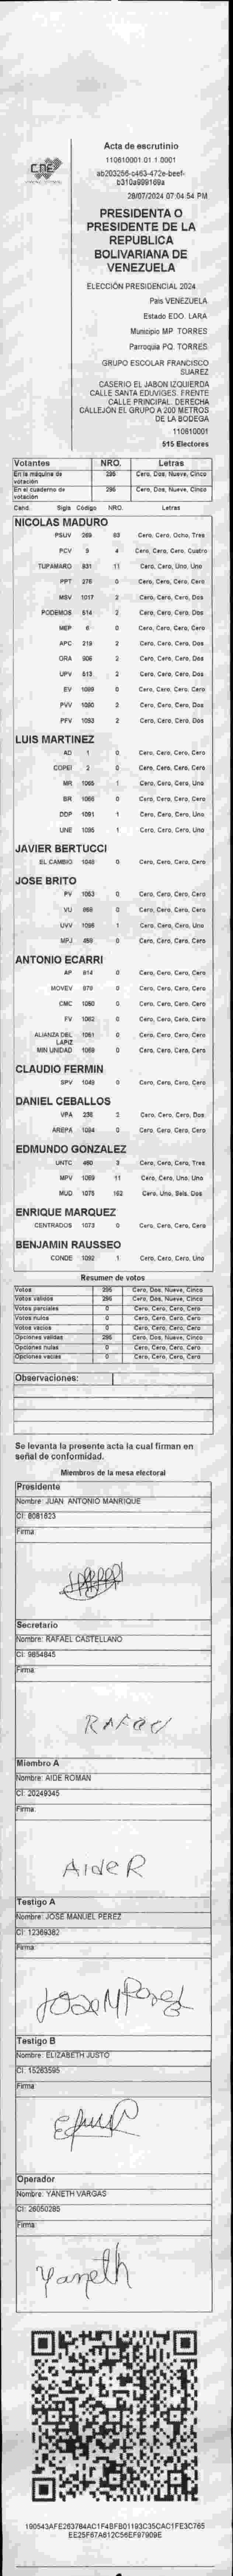 CNE
Acta de escrutinio
110610001.01.1.0001
ab203256-c463-472e-beef-
b310a999169a
28/07/2024 07:04:54 PM
PRESIDENTA O
PRESIDENTE DE LA
REPUBLICA
BOLIVARIANA DE
VENEZUELA
ELECCIÓN PRESIDENCIAL 2024
Pais VENEZUELA
Estado EDO. LARA
Municipio MP. TORRES
Parroquia PQ. TORRES
GRUPO ESCOLAR FRANCISCO
SUAREZ
CASERIO EL JABON IZQUIERDA
CALLE SANTA EDUVIGES. FRENTE
CALLE PRINCIPAL. DERECHA
CALLEJON EL GRUPO A 200 METROS
DE LA BODEGA
110610001
515 Electores
Votantes NRO. Letras
En la máquina de votación 295 Cero, Dos, Nueve, Cinco
En el cuaderno de votación 295 Cero, Dos, Nueve, Cinco
Cand. Sigla Código NRO. Letras
NICOLAS MADURO
PSUV 269 83 Cero, Cero, Ocho, Tres
PCV 3 4 Cero, Cero, Cero, Cuatro
TUPAMARO 831 11 Cero, Cero, Uno, Uno
PPT 276 0 Cero, Cero, Cero, Cero
MSV 1017 2 Cero, Cero, Cero, Dos
PODEMOS 514 2 Cero, Cero, Cero, Dos
MEP 6 0 Cero, Cero, Cero, Cero
APC 219 2 Cero, Cero, Cero, Dos
ORA 906 2 Cero, Cero, Cero, Dos
UPV 513 2 Cero, Cero, Cero, Dos
EV 1089 0 Cero, Cero, Cero, Cero
PVV 1090 2 Cero, Cero, Cero, Dos
PFV 1053 2 Cero, Cero, Cero, Dos
LUIS MARTINEZ
AD 1 0 Cero, Cero, Cero, Cero
COPEI 2 0 Cero, Cero, Cero, Cero
MR 1065 1 Cero, Cero, Cero, Uno
BR 1066 0 Cero, Cero, Cero, Cero
DDP 1091 1 Cero, Cero, Cero, Uno
UNE 1095 1 Cero, Cero, Cero, Uno
JAVIER BERTUCCI
EL CAMBIO 1048 0 Cero, Cero, Cero, Cero
JOSE BRITO
PV 1063 0 Cero, Cero, Cero, Cero
VU 868 0 Cero, Cero, Cero, Cero
UVV 1096 1 Cero, Cero, Cero, Uno
MPJ 459 0 Cero, Cero, Cero, Cero
ANTONIO ECARRI
AP 814 0 Cero, Cero, Cero, Cero
MOVEV 979 0 Cero, Cero, Cero, Cero
CMC 1050 0 Cero, Cero, Cero, Cero
FV 1062 0 Cero, Cero, Cero, Cero
ALIANZA DEL LAPIZ 1061 0 Cero, Cero, Cero, Cero
MIN UNIDAD 1069 0 Cero, Cero, Cero, Cero
CLAUDIO FERMIN
SPV 1049 0 Cero, Cero, Cero, Cero
DANIEL CEBALLOS
VPA 236 2 Cero, Cero, Cero, Dos
AREPA 1094 0 Cero, Cero, Cero, Cero
EDMUNDO GONZALEZ
UNTC 460 3 Cero, Cero, Cero, Tres
MPV 1059 11 Cero, Cero, Uno, Uno
MUD 1075 162 Cero, Uno, Seis, Dos
ENRIQUE MARQUEZ
CENTRADOS 1073 0 Cero, Cero, Cero, Cero
BENJAMIN RAUSSEO
CONDE 1092 1 Cero, Cero, Cero, Uno
Resumen de votos
Votos 295 Cero, Dos, Nueve, Cinco
Votos validos 295 Cero, Dos, Nueve, Cinco
Votos parciales 0 Cero, Cero, Cero, Cero
Votos nulos 0 Cero, Cero, Cero, Cero
Votos vacios 0 Cero, Cero, Cero, Cero
Opciones validas 295 Cero, Dos, Nueve, Cinco
Opciones nulas 0 Cero, Cero, Cero, Cero
Opciones vacias 0 Cero, Cero, Cero, Cero
Observaciones:
Se levanta la presente acta la cual firman en
señal de conformidad.
Miembros de la mesa electoral
Presidente
Nombre: JUAN ANTONIO MANRIQUE
CI: 8081623
Firma:
Secretario
Nombre: RAFAEL CASTELLANO
CI: 9854845
Firma:
Rafael
Miembro A
Nombre: AIDE ROMAN
CI: 20249345
Firma:
Aide R
Testigo A
Nombre: JOSE MANUEL PEREZ
CI: 12369382
Firma:
Jose M Perez
Testigo B
Nombre: ELIZABETH JUSTO
CI: 15263595
Firma:
Operador
Nombre: YANETH VARGAS
CI: 26050285
Firma:
Yaneth
190543AFE263784AC1F4BFB01193C35CAC1FE3C765
EE25F67A612C56EF97909E